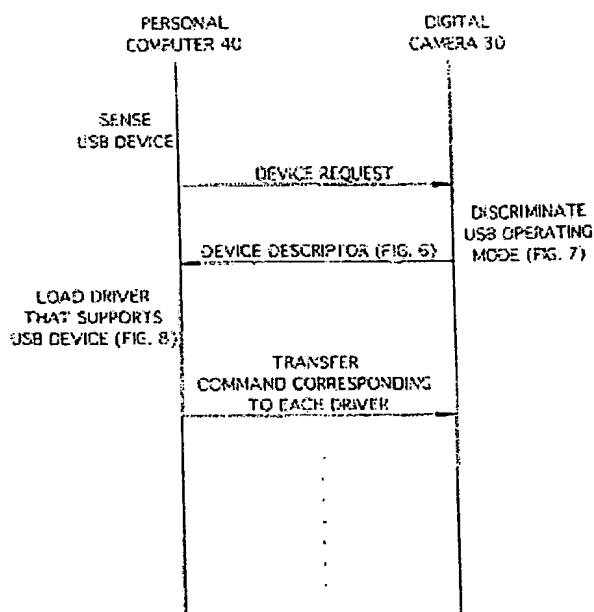 PERSONAL
COMPUTER 40
DIGITAL
CAMERA 30
SENSE
USB DEVICE
DEVICE REQUEST
DISCRIMINATE
USB OPERATING
MODE (FIG. 7)
DEVICE DESCRIPTOR (FIG. 6)
LOAD DRIVER
THAT SUPPORTS
USB DEVICE (FIG. 8)
TRANSFER
COMMAND CORRESPONDING
TO EACH DRIVER